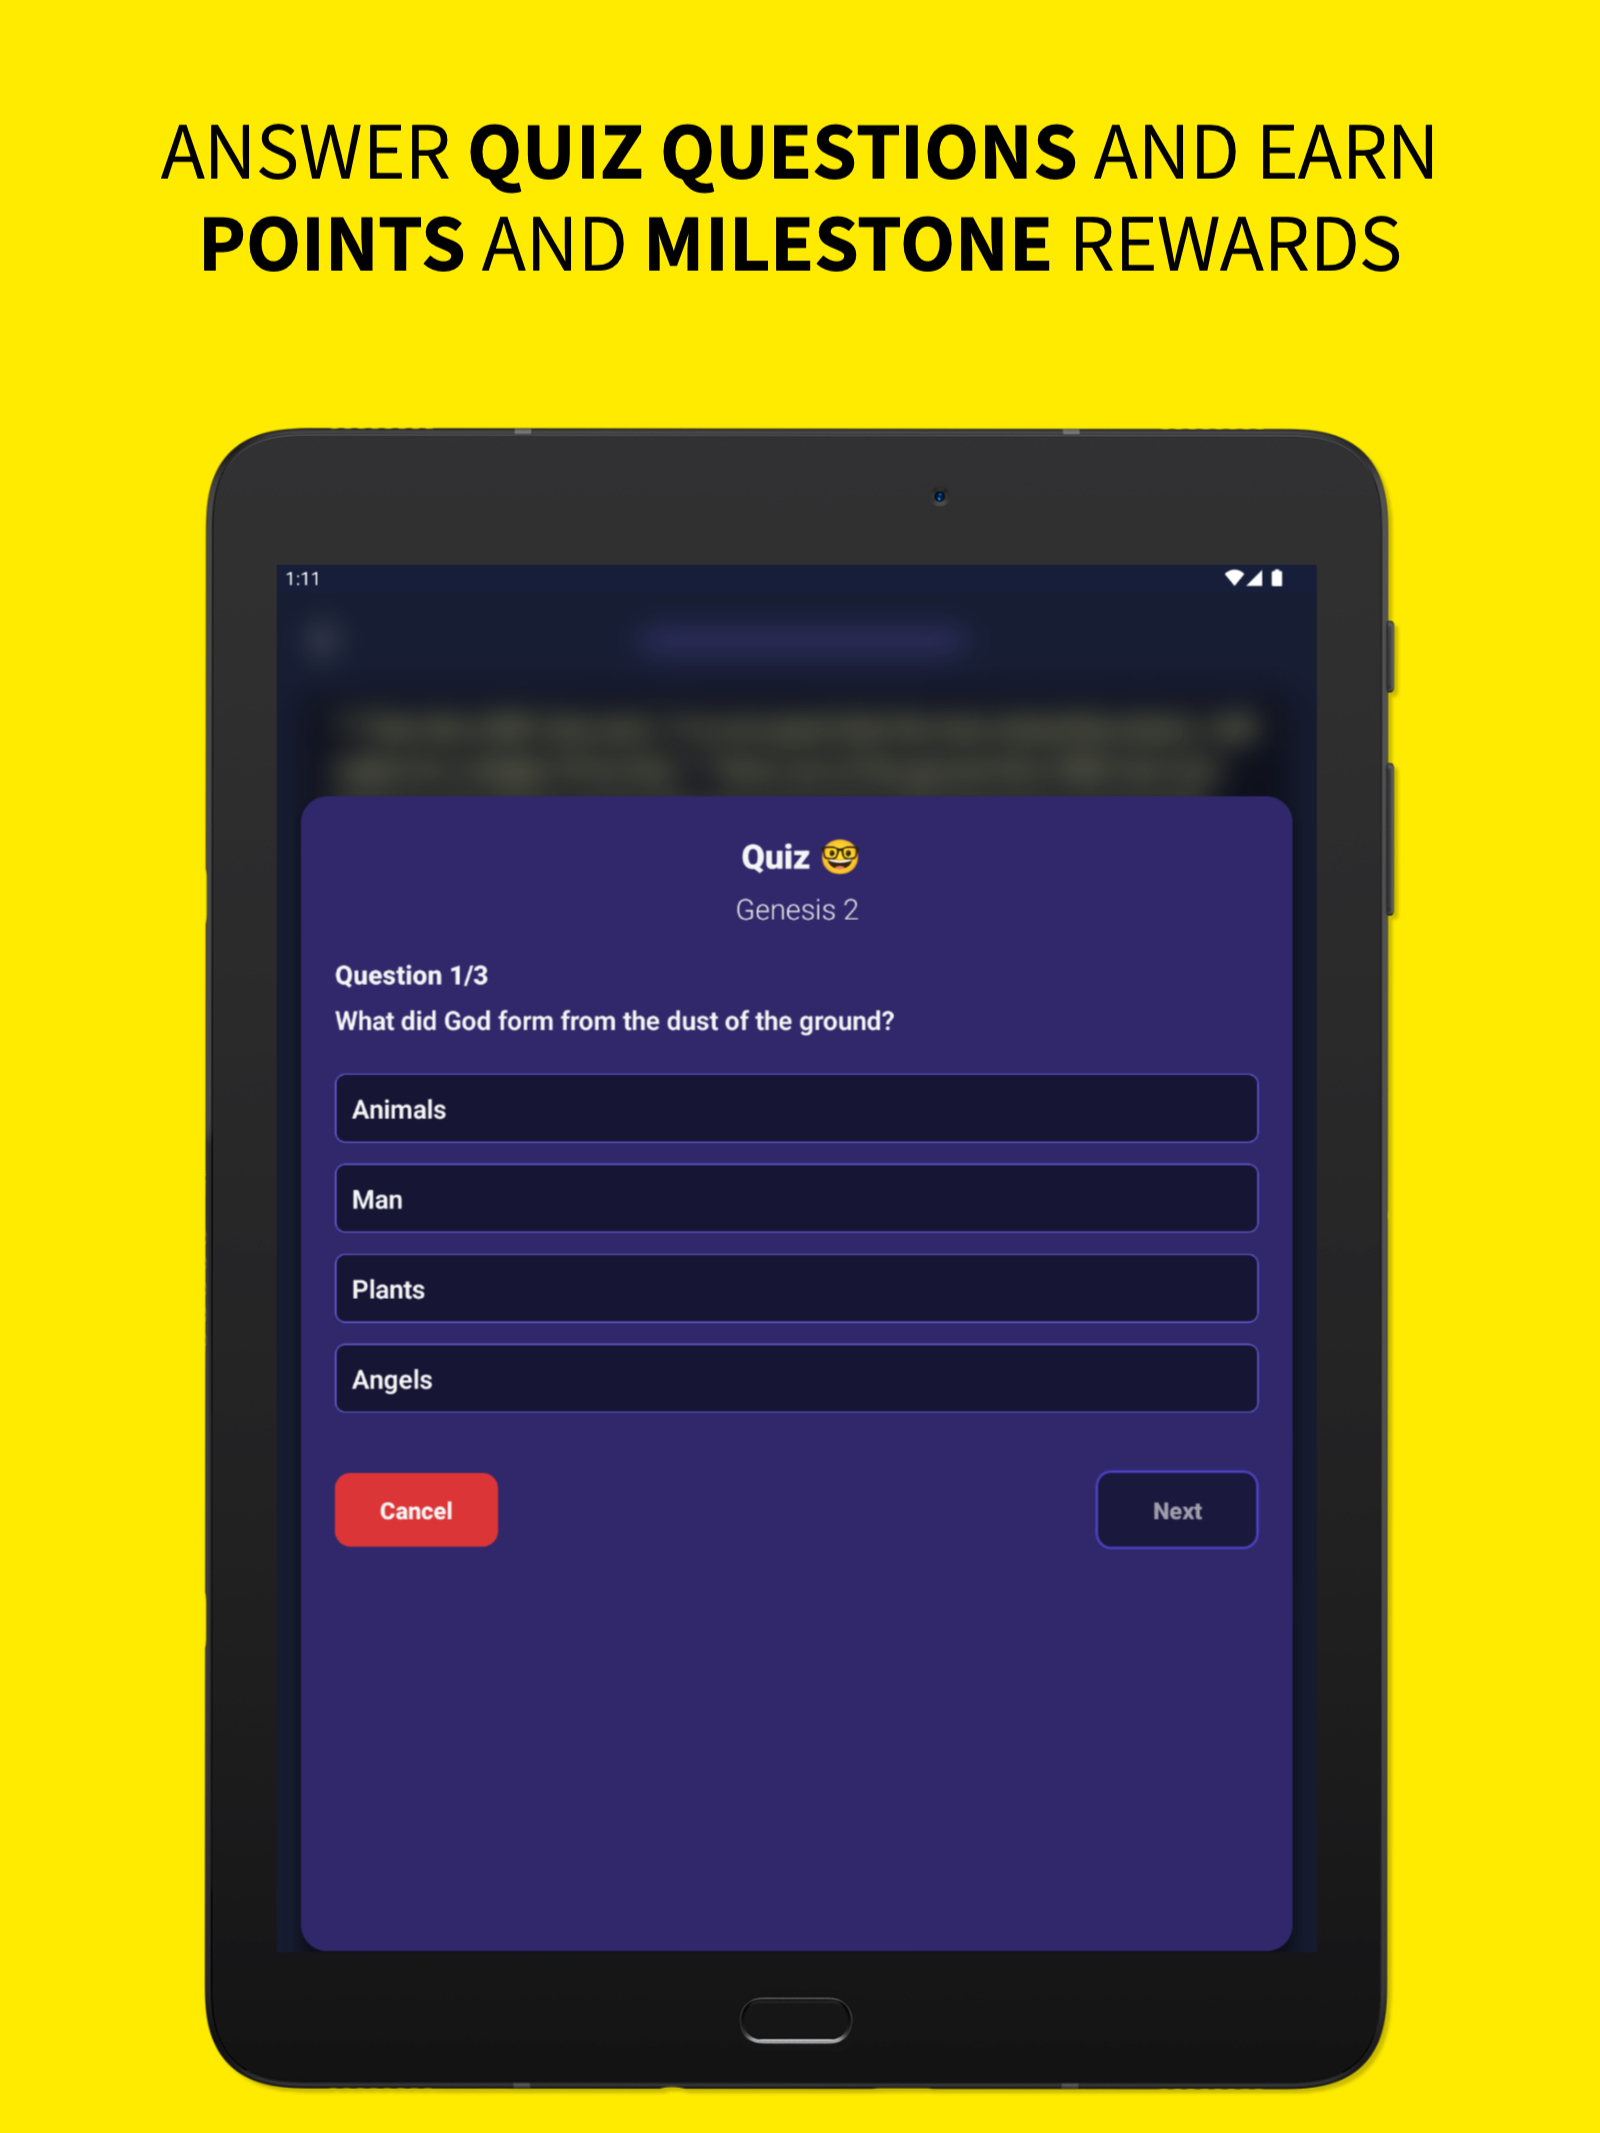 ANSWER QUIZ QUESTIONS AND EARN
POINTS AND MILESTONE REWARDS
1:11
Quiz 🤓
Genesis 2
Question 1/3
What did God form from the dust of the ground?
Animals
Man
Plants
Angels
Cancel
Next